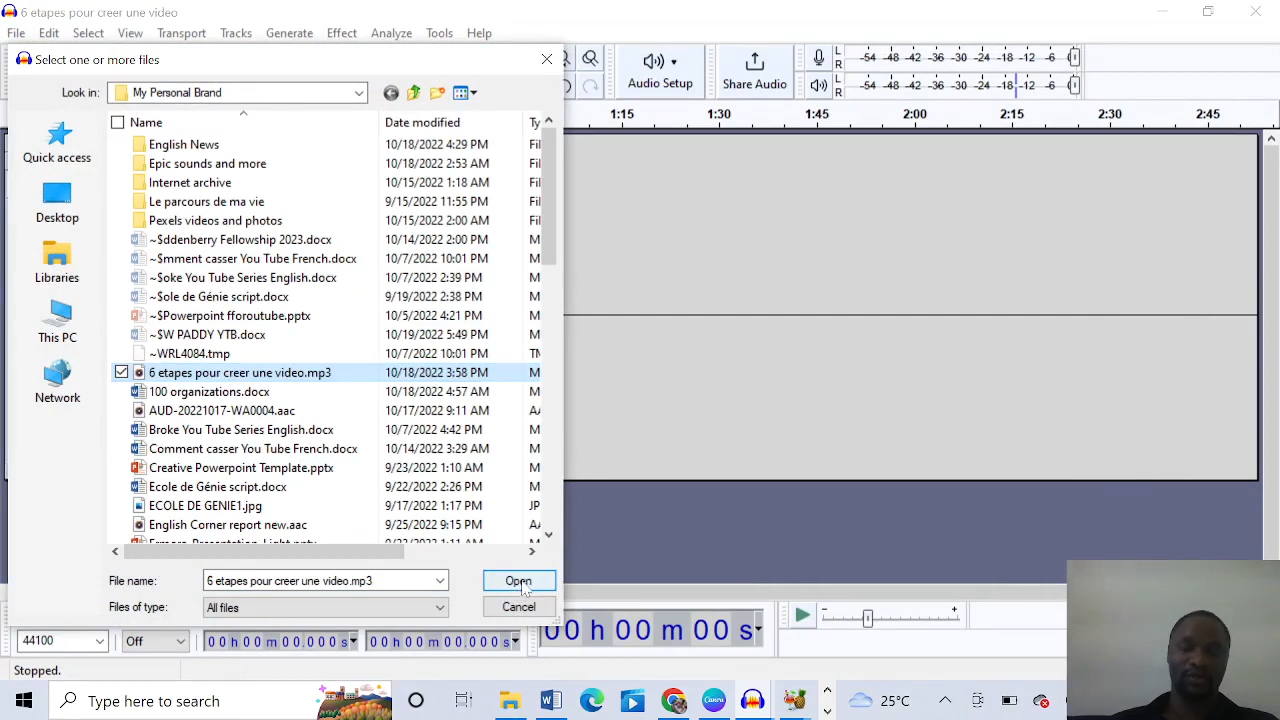 6 etapes pour creer une video
File Edit Select View Transport Tracks Generate Effect Analyze Tools Help
Select one or more files
Look in: My Personal Brand
Audio Setup
Share Audio
L
R
-54 -48 -42 -36 -30 -24 -18 -12 -6
L
R
-54 -48 -42 -36 -30 -24 -18 -12 -6
1:15 1:30 1:45 2:00 2:15 2:30 2:45
Quick access
Desktop
Libraries
This PC
Network
Name Date modified Ty
English News 10/18/2022 4:29 PM Fil
Epic sounds and more 10/18/2022 2:53 AM Fil
Internet archive 10/15/2022 1:18 AM Fil
Le parcours de ma vie 9/15/2022 11:55 PM Fil
Pexels videos and photos 10/15/2022 2:00 AM Fil
~$ddenberry Fellowship 2023.docx 10/14/2022 2:00 PM M
~$mment casser You Tube French.docx 10/7/2022 10:01 PM M
~$oke You Tube Series English.docx 10/7/2022 2:39 PM M
~$ole de Génie script.docx 9/19/2022 2:38 PM M
~$Powerpoint fforoutube.pptx 10/5/2022 4:21 PM M
~$W PADDY YTB.docx 10/19/2022 5:49 PM M
~WRL4084.tmp 10/7/2022 10:01 PM TM
6 etapes pour creer une video.mp3 10/18/2022 3:58 PM M
100 organizations.docx 10/18/2022 4:57 AM M
AUD-20221017-WA0004.aac 10/17/2022 9:11 AM AA
Broke You Tube Series English.docx 10/7/2022 4:42 PM M
Comment casser You Tube French.docx 10/14/2022 3:29 AM M
Creative Powerpoint Template.pptx 9/23/2022 1:10 AM M
Ecole de Génie script.docx 9/22/2022 2:26 PM M
ECOLE DE GENIE1.jpg 9/17/2022 1:17 PM JP
English Corner report new.aac 9/25/2022 9:15 PM AA
File name: 6 etapes pour creer une video.mp3 Open
Files of type: All files Cancel
44100 Off 00 h 00 m 00.000 s 00 h 00 m 00.000 s 00 h 00 m 00 s
Stopped.
Type here to search 25°C